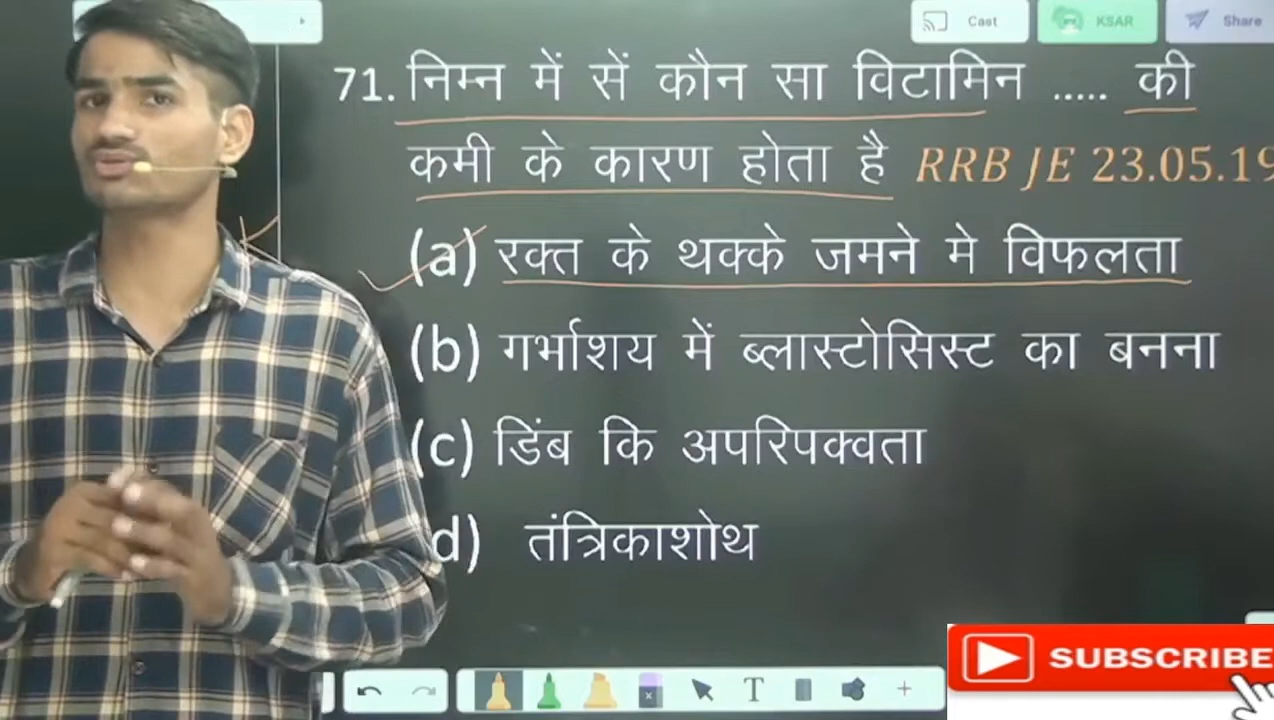 Cast
KSAR
Share
71. निम्न में सें कौन सा विटामिन ..... की
कमी के कारण होता है RRB JE 23.05.19
(a) रक्त के थक्के जमने मे विफलता
(b) गर्भाशय में ब्लास्टोसिस्ट का बनना
(c) डिंब कि अपरिपक्वता
d) तंत्रिकाशोथ
T
SUBSCRIBE